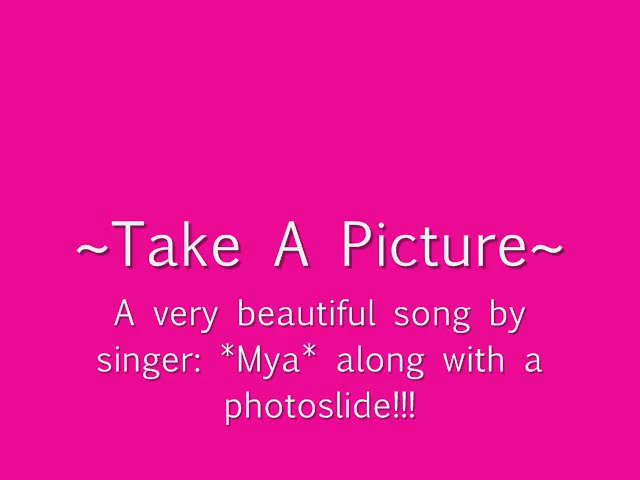 ~Take A Picture~
A very beautiful song by
singer: *Mya* along with a
photoslide!!!